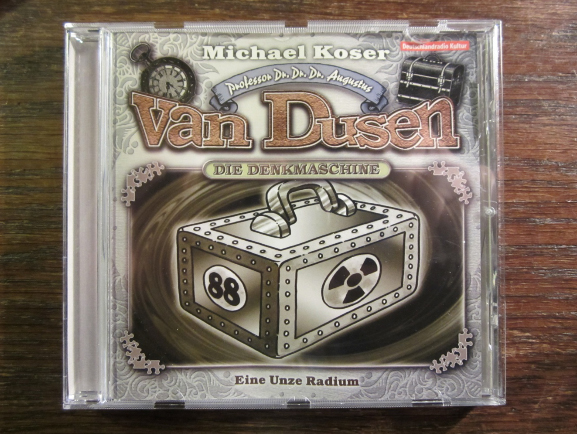 Michael Koser
Deutschlandradio Kultur
Professor Dr. Dr. Dr. Augustus
Van Dusen
DIE DENKMASCHINE
88
Eine Unze Radium